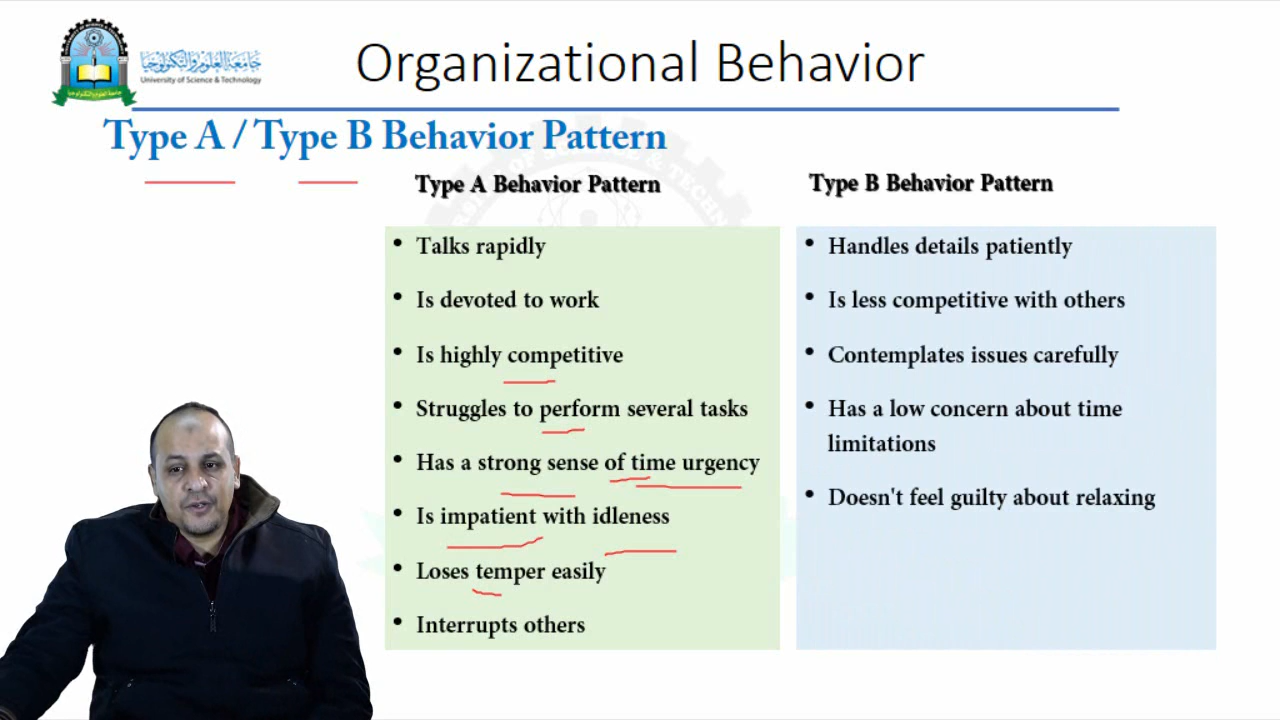 Organizational Behavior
جامعة العلوم والتكنولوجيا
University of Science & Technology
Type A / Type B Behavior Pattern
Type A Behavior Pattern
• Talks rapidly
• Is devoted to work
• Is highly competitive
• Struggles to perform several tasks
• Has a strong sense of time urgency
• Is impatient with idleness
• Loses temper easily
• Interrupts others
Type B Behavior Pattern
• Handles details patiently
• Is less competitive with others
• Contemplates issues carefully
• Has a low concern about time
limitations
• Doesn't feel guilty about relaxing